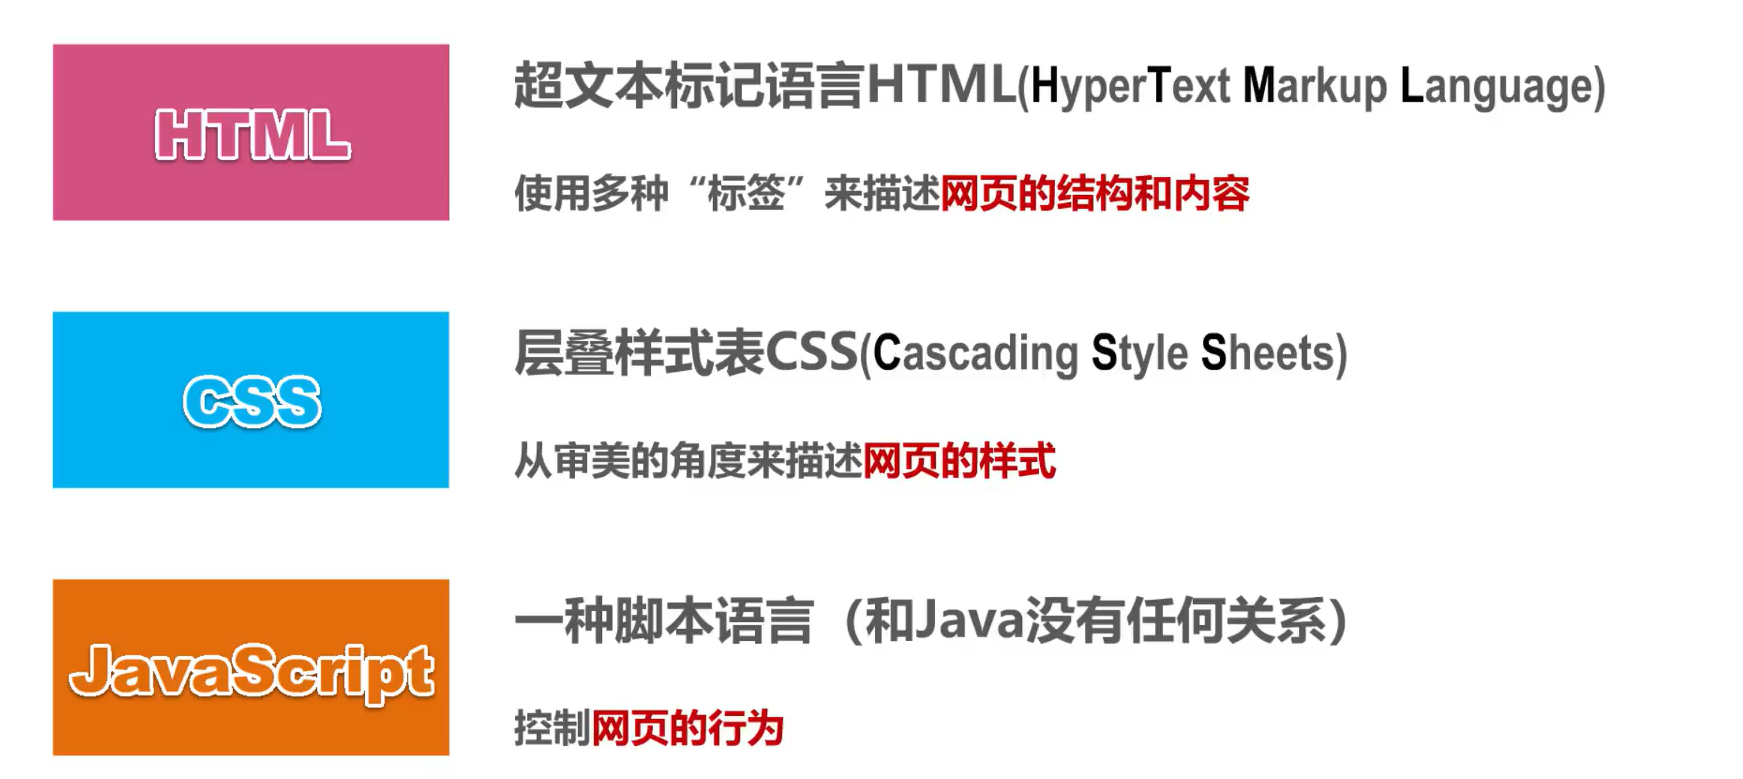 HTML
超文本标记语言HTML(HyperText Markup Language)
使用多种“标签”来描述网页的结构和内容
CSS
层叠样式表CSS(Cascading Style Sheets)
从审美的角度来描述网页的样式
JavaScript
一种脚本语言（和Java没有任何关系）
控制网页的行为